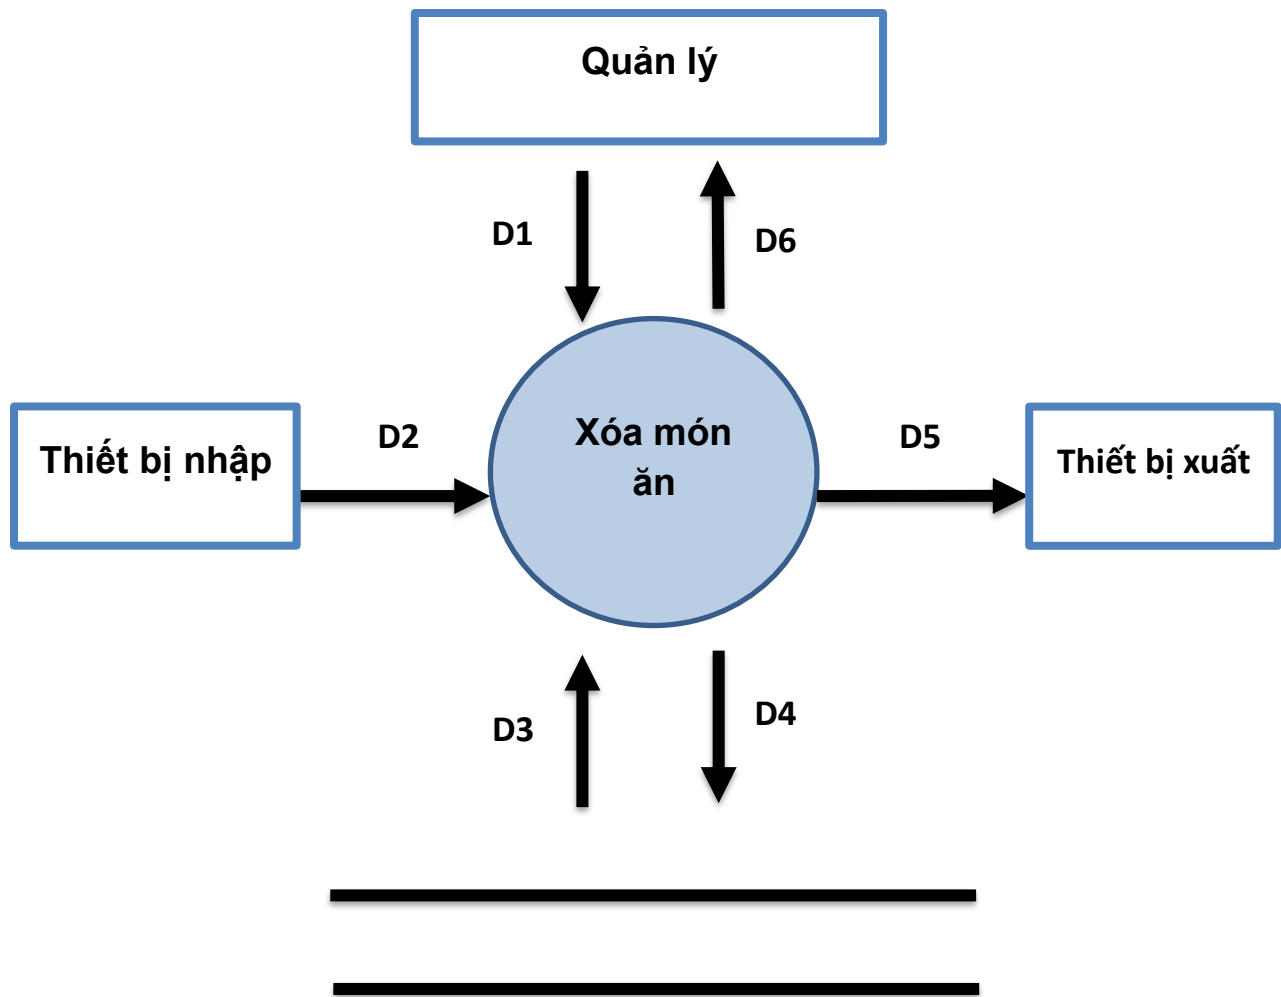 Quản lý
D1
D6
Thiết bị nhập
D2
Xóa món
ăn
D5
Thiết bị xuất
D3
D4